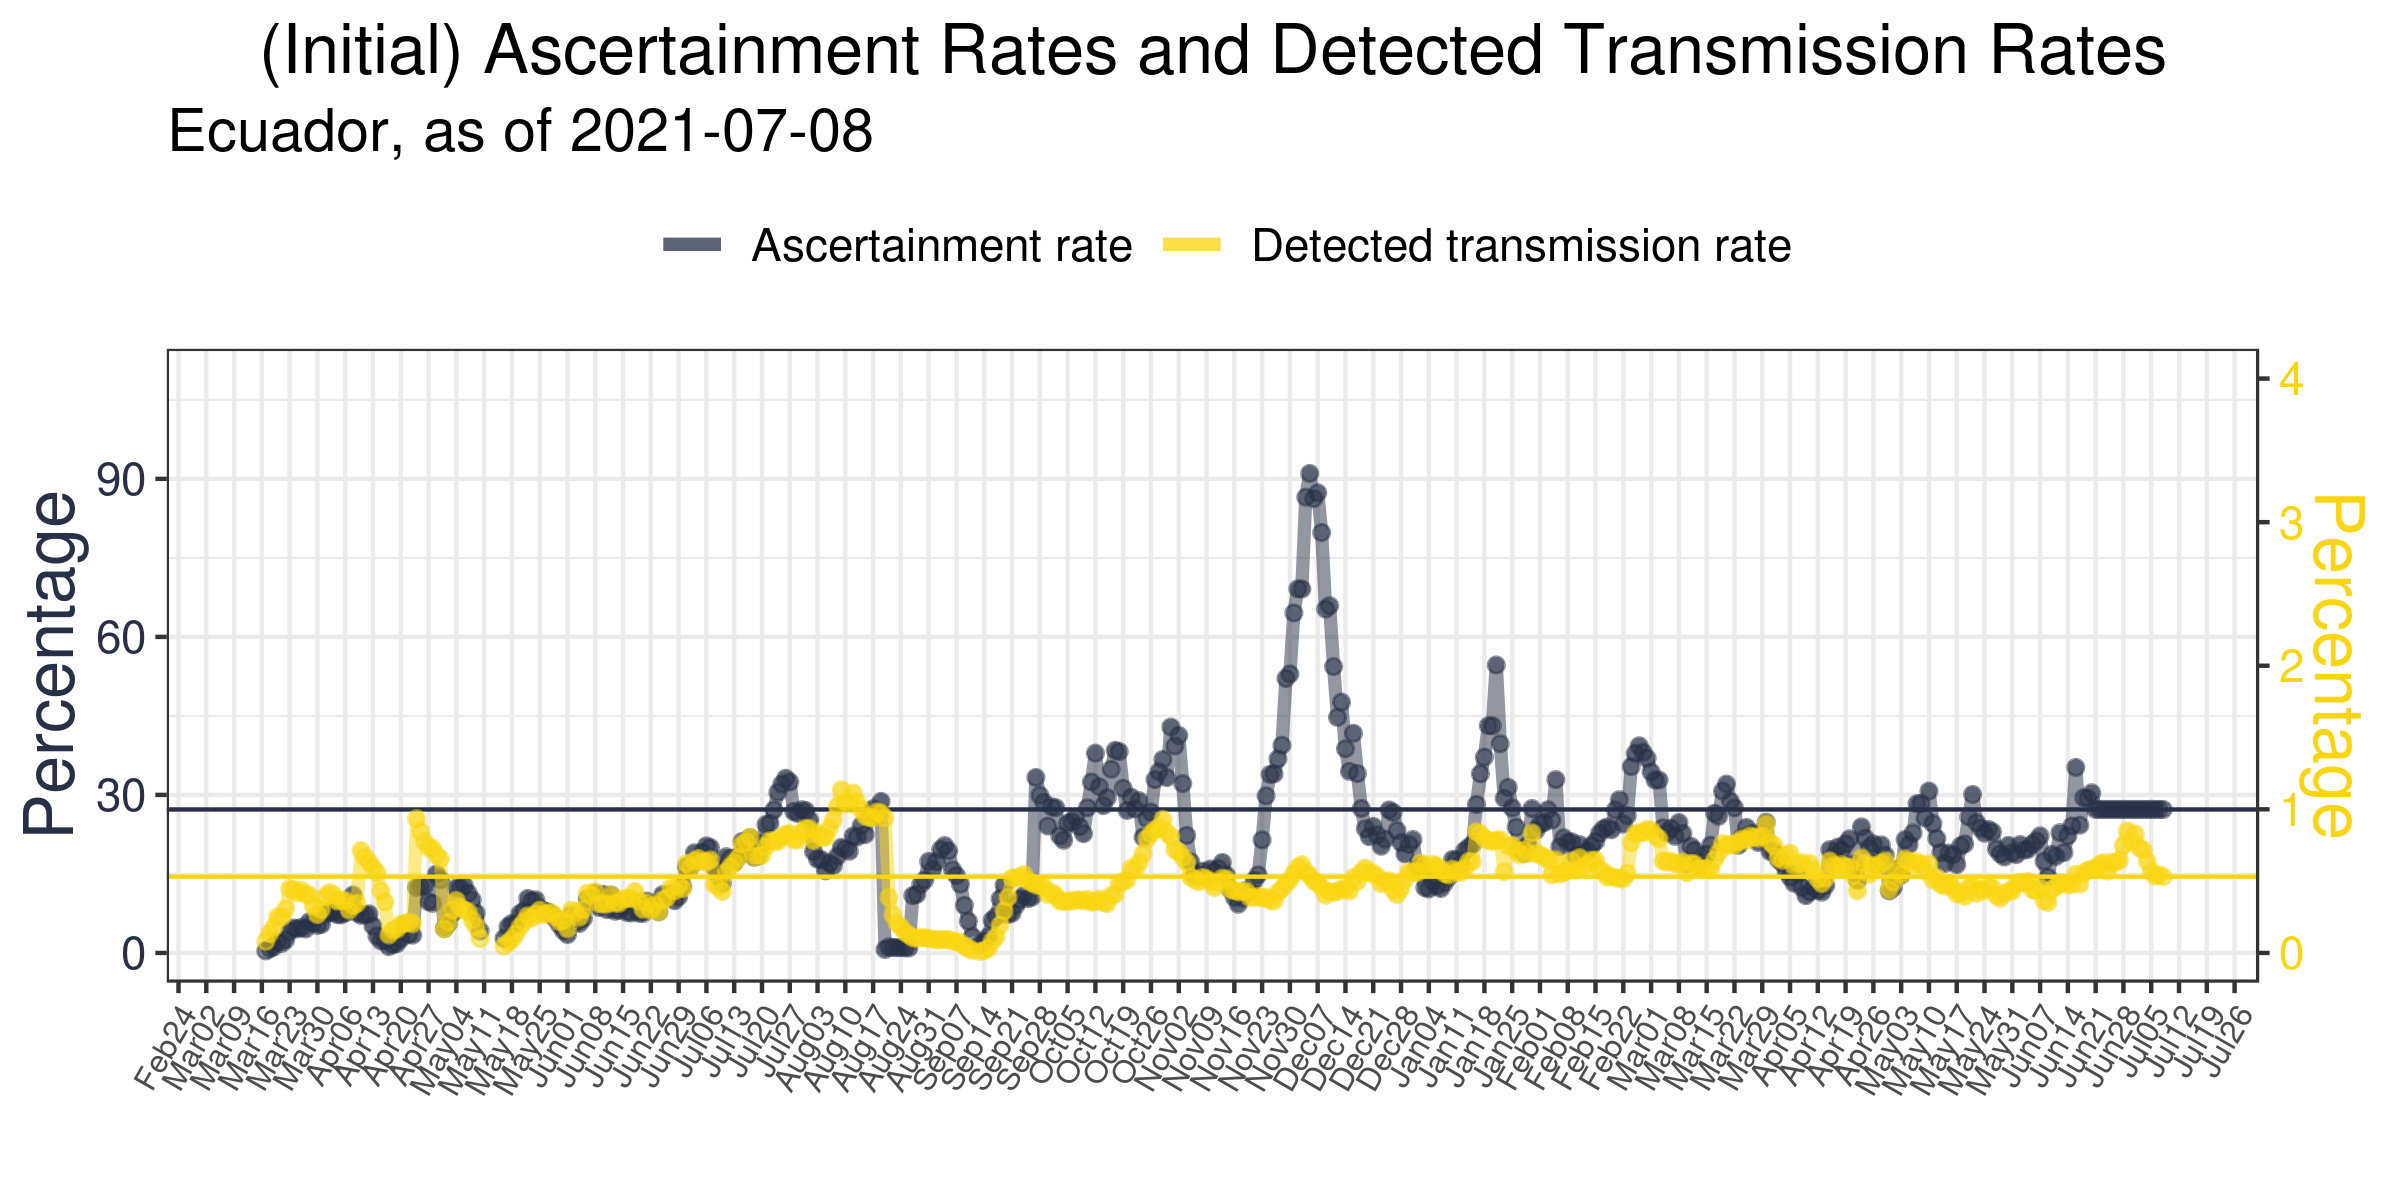 (Initial) Ascertainment Rates and Detected Transmission Rates
Ecuador, as of 2021-07-08
Ascertainment rate Detected transmission rate
Percentage
90
60
30
0
4
3
2
1
0
Percentage
Feb24 Mar02 Mar09 Mar16 Mar23 Mar30 Apr06 Apr13 Apr20 Apr27 May04 May11 May18 May25 Jun01 Jun08 Jun15 Jun22 Jun29 Jul06 Jul13 Jul20 Jul27 Aug03 Aug10 Aug17 Aug24 Aug31 Sep07 Sep14 Sep21 Sep28 Oct05 Oct12 Oct19 Oct26 Nov02 Nov09 Nov16 Nov23 Nov30 Dec07 Dec14 Dec21 Dec28 Jan04 Jan11 Jan18 Jan25 Feb01 Feb08 Feb15 Feb22 Mar01 Mar08 Mar15 Mar22 Mar29 Apr05 Apr12 Apr19 Apr26 May03 May10 May17 May24 May31 Jun07 Jun14 Jun21 Jun28 Jul05 Jul12 Jul19 Jul26